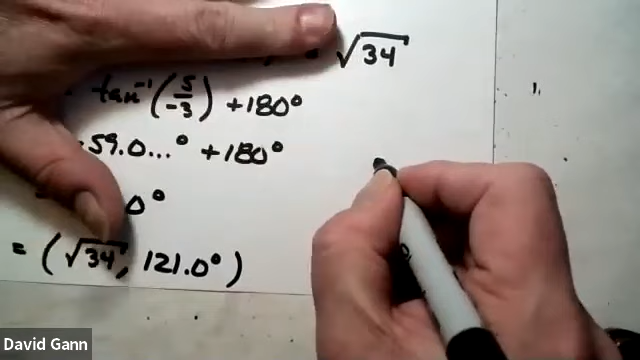 √34
tan⁻¹(5/-3) + 180°
-59.0...° + 180°
0°
= (√34, 121.0°)
David Gann